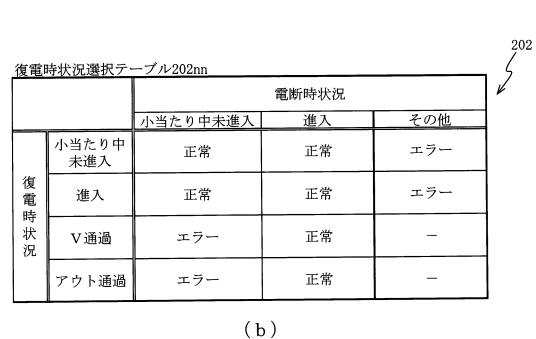 202
復電時状況選択テーブル202nn
電断時状況
小当たり中未進入 進入 その他
小当たり中
未進入 正常 正常 エラー
復電時状況
進入 正常 正常 エラー
V通過 エラー 正常 －
アウト通過 エラー 正常 －
(b)